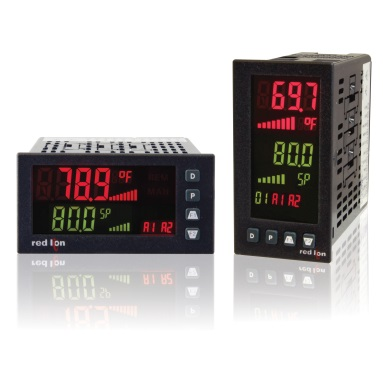 78.9 °F
80.0 SP
A1 A2
D
P
red lion
69.7
°F
80.0
SP
O1 A1 A2
D P
red lion